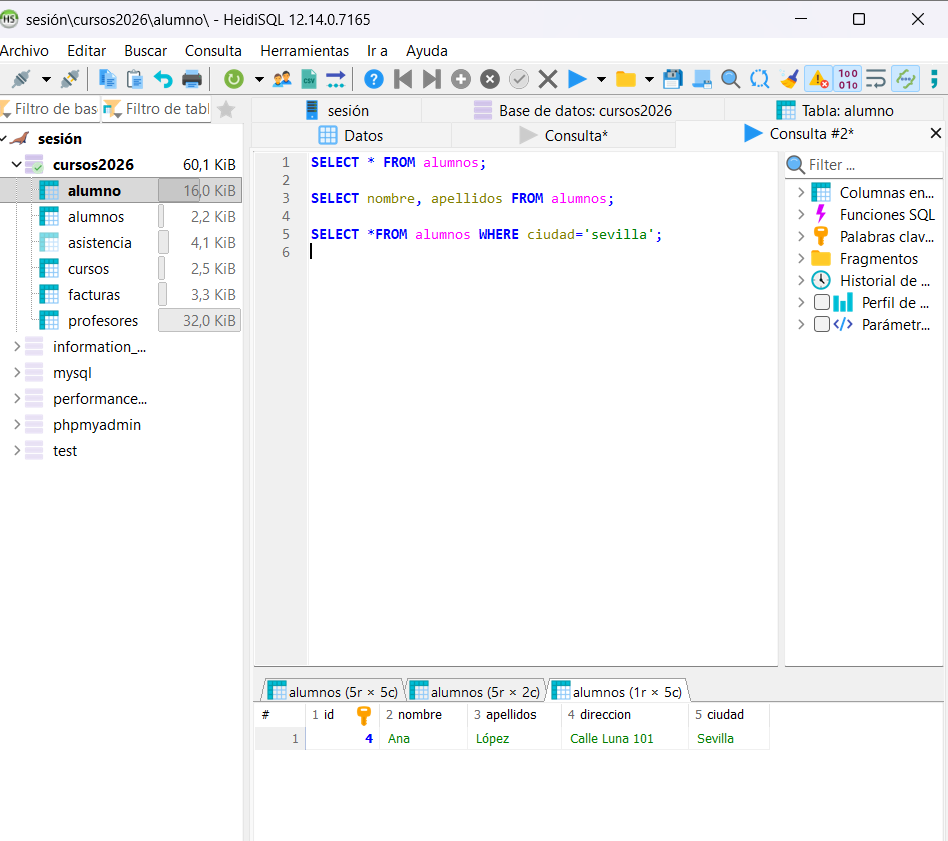 sesión\cursos2026\alumno\ - HeidiSQL 12.14.0.7165
Archivo Editar Buscar Consulta Herramientas Ir a Ayuda
Filtro de bas Filtro de tabl
sesión
cursos2026 60,1 KiB
alumno 16,0 KiB
alumnos 2,2 KiB
asistencia 4,1 KiB
cursos 2,5 KiB
facturas 3,3 KiB
profesores 32,0 KiB
information_...
mysql
performance...
phpmyadmin
test
sesión Base de datos: cursos2026 Tabla: alumno
Datos Consulta* Consulta #2*
1 SELECT * FROM alumnos;
2
3 SELECT nombre, apellidos FROM alumnos;
4
5 SELECT *FROM alumnos WHERE ciudad='sevilla';
6
Filter ...
Columnas en...
Funciones SQL
Palabras clav...
Fragmentos
Historial de ...
Perfil de ...
Parámetr...
alumnos (5r × 5c) alumnos (5r × 2c) alumnos (1r × 5c)
# 1 id 2 nombre 3 apellidos 4 direccion 5 ciudad
1 4 Ana López Calle Luna 101 Sevilla